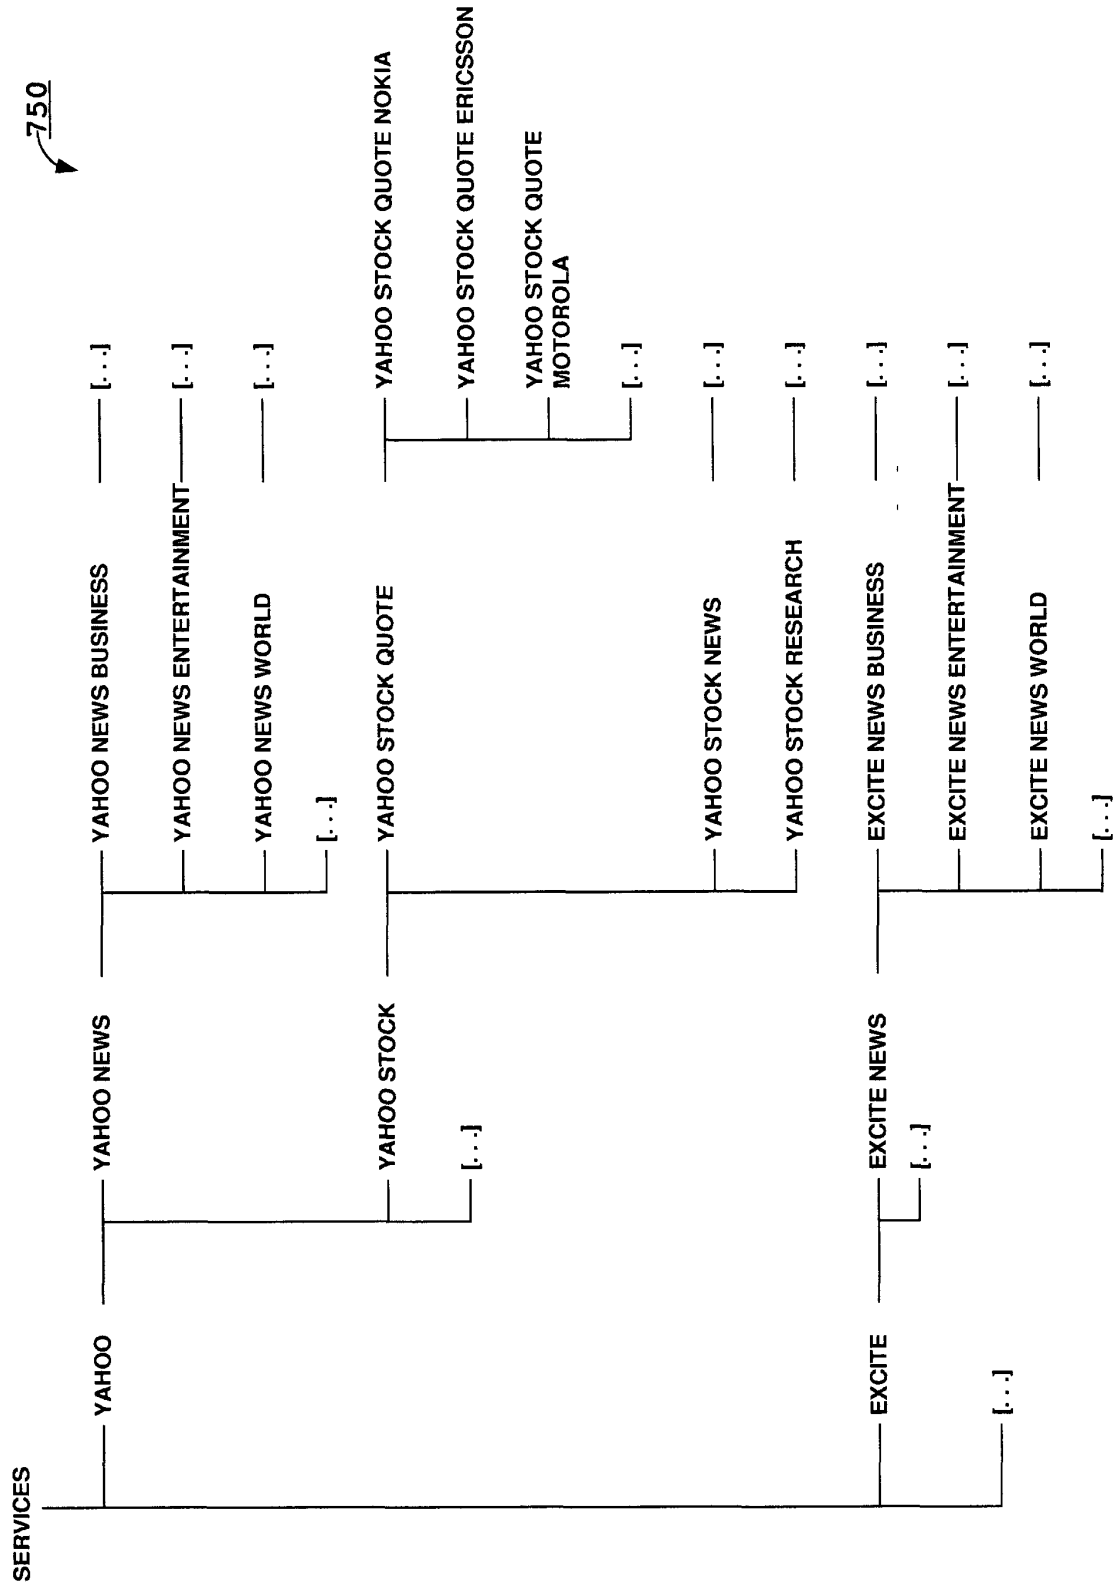 750
SERVICES
YAHOO
YAHOO NEWS
YAHOO NEWS BUSINESS
[...]
YAHOO NEWS ENTERTAINMENT
[...]
YAHOO NEWS WORLD
[...]
[...]
YAHOO STOCK
YAHOO STOCK QUOTE
YAHOO STOCK QUOTE NOKIA
YAHOO STOCK QUOTE ERICSSON
YAHOO STOCK QUOTE
MOTOROLA
[...]
YAHOO STOCK NEWS
[...]
YAHOO STOCK RESEARCH
[...]
[...]
EXCITE
EXCITE NEWS
EXCITE NEWS BUSINESS
[...]
EXCITE NEWS ENTERTAINMENT
[...]
EXCITE NEWS WORLD
[...]
[...]
[...]
[...]